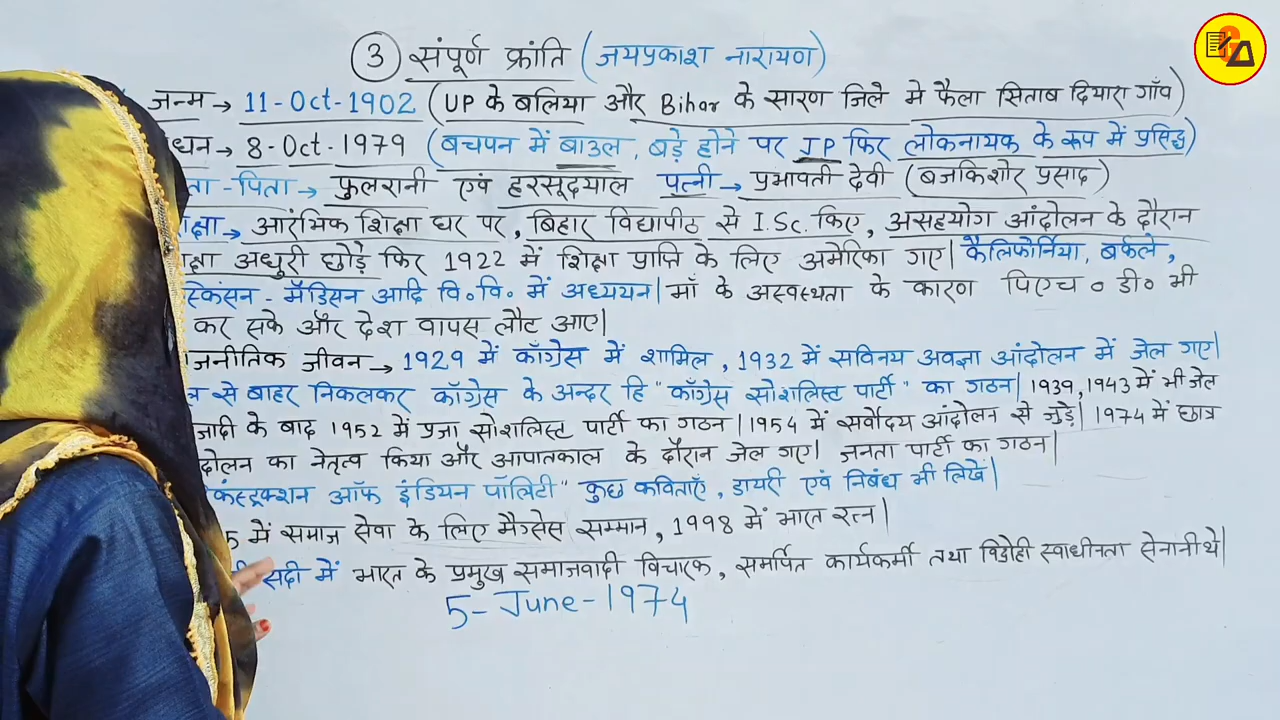 ③ संपूर्ण क्रांति (जयप्रकाश नारायण)
जन्म → 11-Oct-1902 (UP के बलिया और Bihar के सारण जिले मे फैला सिताब दियारा गाँव)
धन → 8-Oct-1979 (बचपन में बाउल, बड़े होने पर JP फिर लोकनायक के रूप में प्रसिद्ध)
ता-पिता → फुलरानी एवं हरसूदयाल पत्नी → प्रभावती देवी (बजकिशोर प्रसाद)
क्षा → आरंभिक शिक्षा घर पर, बिहार विद्यापीठ से I.Sc. किए, असहयोग आंदोलन के दौरान
क्षा अधुरी छोड़े फिर 1922 में शिक्षा प्राप्ति के लिए अमेरिका गए| कैलिफोर्निया, बर्कले,
स्किंसन - मैडिसन आदि वि॰वि॰ में अध्ययन| माँ के अस्वस्थता के कारण पिएच॰डी॰ भी
कर सके और देश वापस लौट आए|
जनीतिक जीवन → 1929 में काँग्रेस में शामिल, 1932 में सविनय अवज्ञा आंदोलन में जेल गए|
से बाहर निकलकर काँग्रेस के अन्दर हि "काँग्रेस सोशलिस्ट पार्टी" का गठन| 1939, 1943 में भी जेल
जादी के बाद 1952 में प्रजा सोशलिस्ट पार्टी का गठन| 1954 में सर्वोदय आंदोलन से जुड़े| 1974 में छात्र
दोलन का नेतृत्व किया और आपातकाल के दौरान जेल गए| जनता पार्टी का गठन|
कंस्ट्रक्शन ऑफ इंडियन पॉलिटी" कुछ कविताएँ, डायरी एवं निबंध भी लिखें|
5 में समाज सेवा के लिए मैग्सेस सम्मान, 1998 में भारत रत्न|
सदी में भारत के प्रमुख समाजवादी विचारक, समर्पित कार्यकर्मी तथा विद्रोही स्वाधीनता सेनानी थे|
5-June-1974